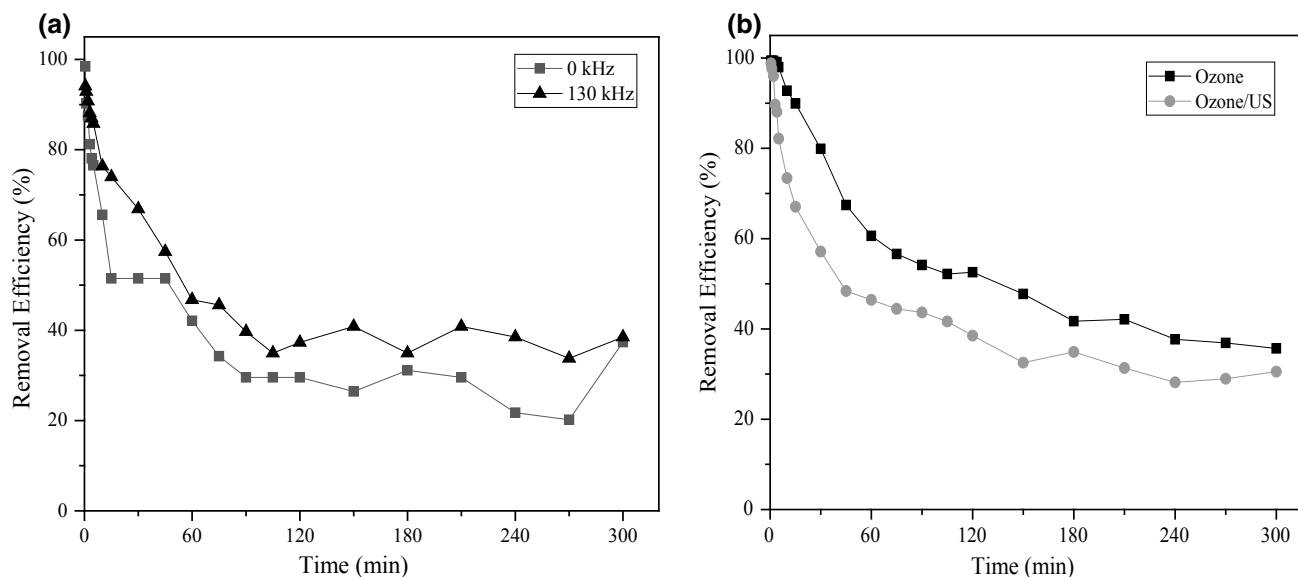 (a)
100
80
60
40
20
0
Removal Efficiency (%)
0 kHz
130 kHz
0 60 120 180 240 300
Time (min)
(b)
100
80
60
40
20
0
Removal Efficiency (%)
Ozone
Ozone/US
0 60 120 180 240 300
Time (min)